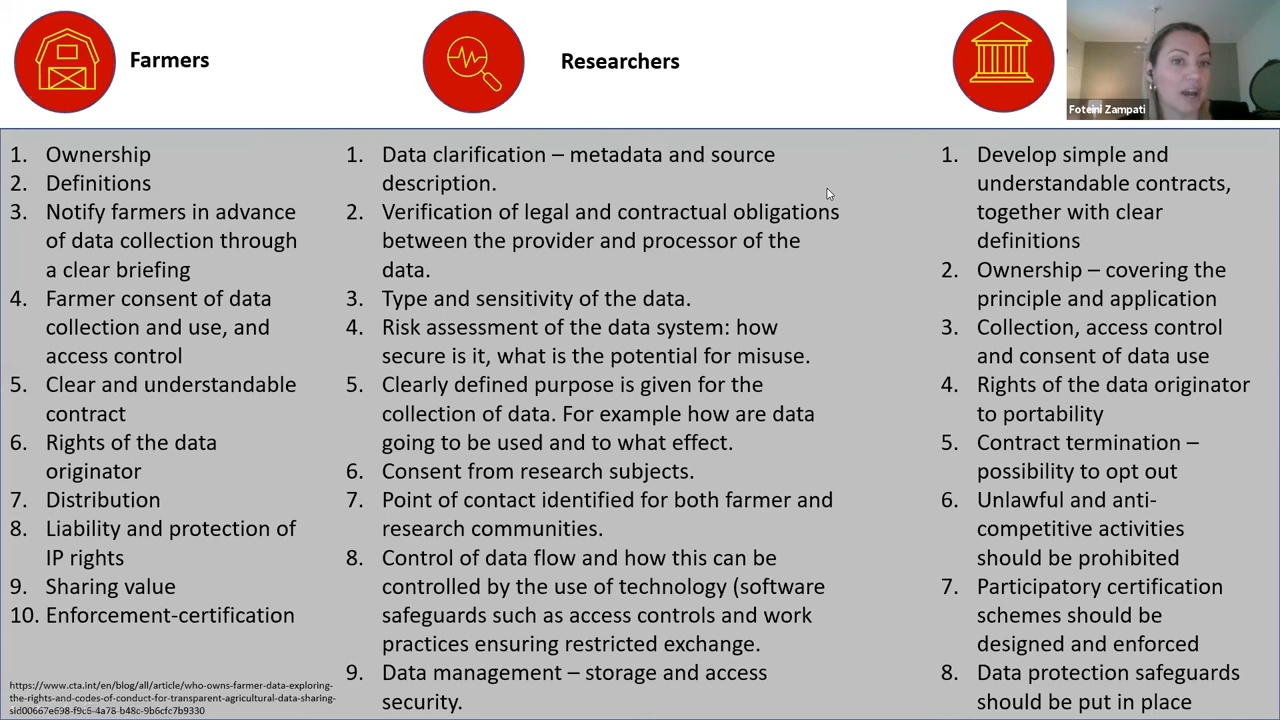 Farmers
Researchers
Foteini Zampati
1. Ownership
2. Definitions
3. Notify farmers in advance
of data collection through
a clear briefing
4. Farmer consent of data
collection and use, and
access control
5. Clear and understandable
contract
6. Rights of the data
originator
7. Distribution
8. Liability and protection of
IP rights
9. Sharing value
10. Enforcement-certification
https://www.cta.int/en/blog/all/article/who-owns-farmer-data-exploring-
the-rights-and-codes-of-conduct-for-transparent-agricultural-data-sharing-
sid00667e698-f9c6-4a78-b48c-9b6cfc7b9330
1. Data clarification – metadata and source
description.
2. Verification of legal and contractual obligations
between the provider and processor of the
data.
3. Type and sensitivity of the data.
4. Risk assessment of the data system: how
secure is it, what is the potential for misuse.
5. Clearly defined purpose is given for the
collection of data. For example how are data
going to be used and to what effect.
6. Consent from research subjects.
7. Point of contact identified for both farmer and
research communities.
8. Control of data flow and how this can be
controlled by the use of technology (software
safeguards such as access controls and work
practices ensuring restricted exchange.
9. Data management – storage and access
security.
1. Develop simple and
understandable contracts,
together with clear
definitions
2. Ownership – covering the
principle and application
3. Collection, access control
and consent of data use
4. Rights of the data originator
to portability
5. Contract termination –
possibility to opt out
6. Unlawful and anti-
competitive activities
should be prohibited
7. Participatory certification
schemes should be
designed and enforced
8. Data protection safeguards
should be put in place